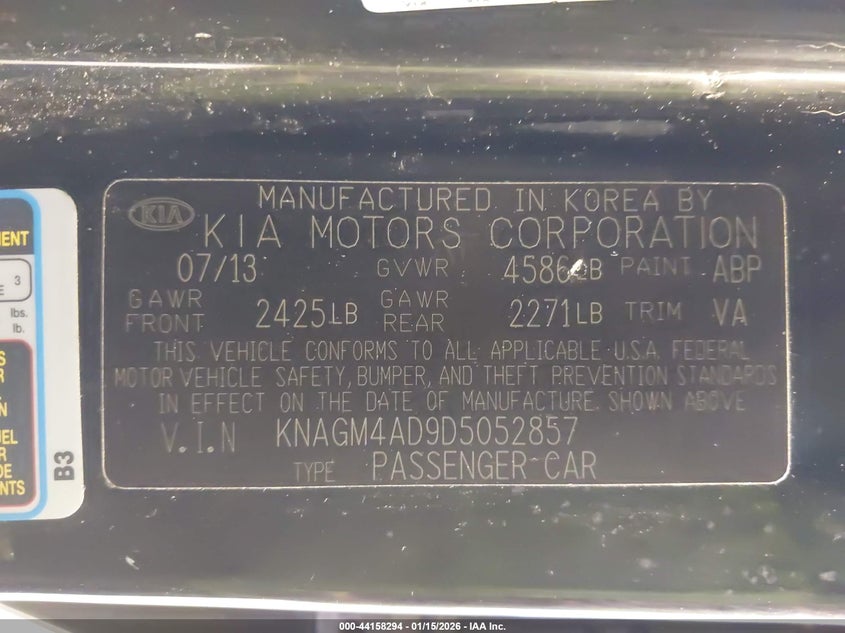 MANUFACTURED IN KOREA BY
KIA
KIA MOTORS CORPORATION
07/13 GVWR 4586LB PAINT ABP
GAWR FRONT 2425LB GAWR REAR 2271LB TRIM VA
THIS VEHICLE CONFORMS TO ALL APPLICABLE U.S.A. FEDERAL
MOTOR VEHICLE SAFETY, BUMPER, AND THEFT PREVENTION STANDARDS
IN EFFECT ON THE DATE OF MANUFACTURE SHOWN ABOVE
V.I.N KNAGM4AD9D5052857
TYPE PASSENGER CAR
3
lbs.
lb.
B3
000-44158294 - 01/15/2026 - IAA Inc.